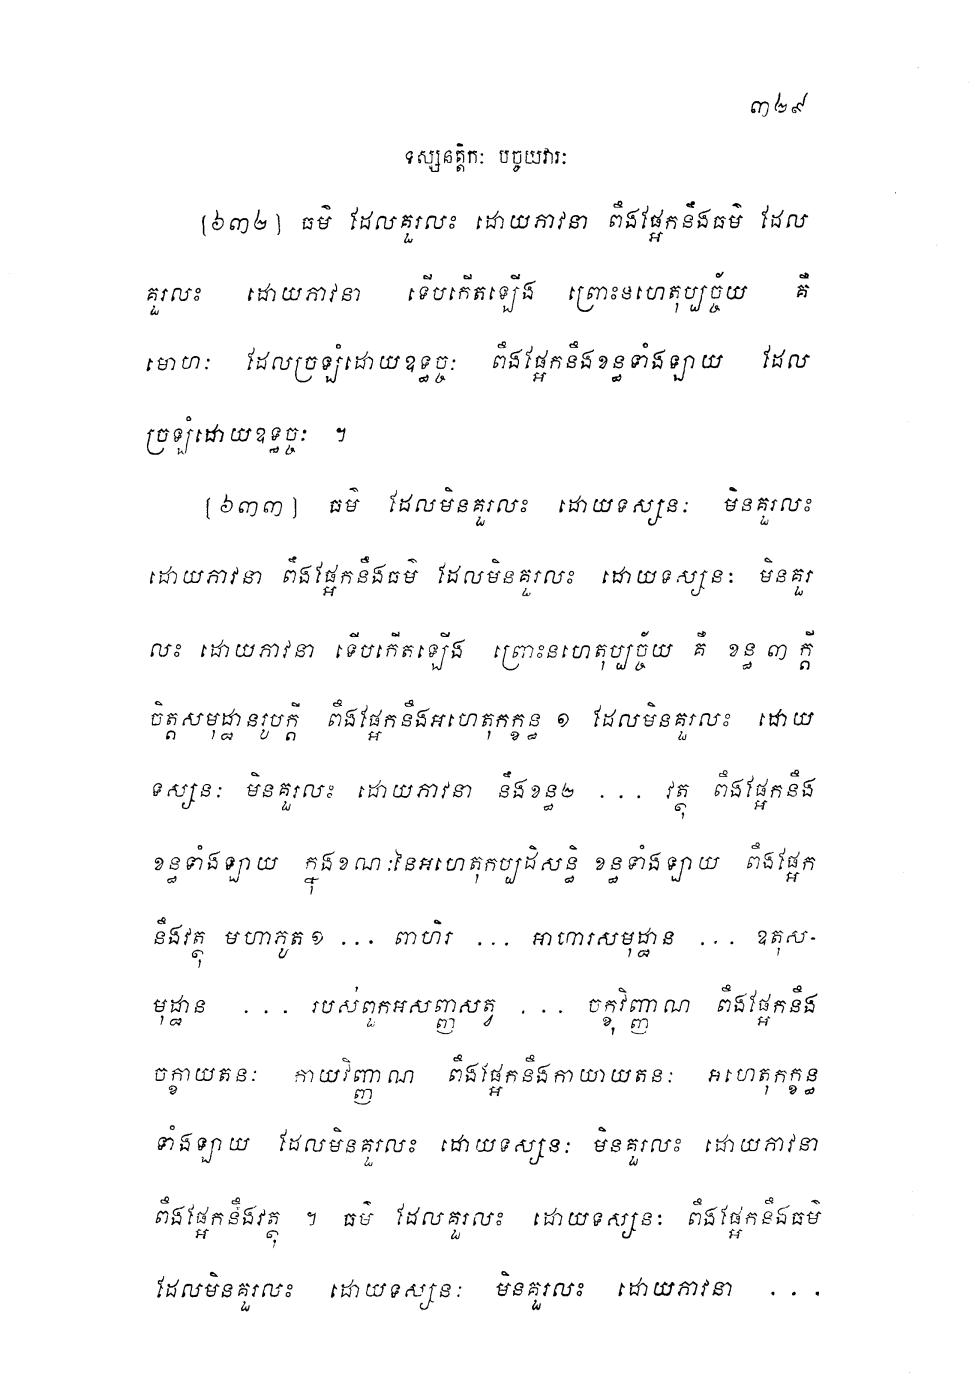 ៣២៩
ទស្សនត្តិកៈ បច្ចយវារៈ
[៦៣២] ធម៌ ដែលគួរលះ ដោយភាវនា ពឹងផ្អែកនឹងធម៌ ដែល
គួរលះ ដោយភាវនា ទើបកើតឡើង ព្រោះនហេតុប្បច្ច័យ គឺ
មោហៈ ដែលច្រឡំដោយឧទ្ធច្ចៈ ពឹងផ្អែកនឹងខន្ធទាំងឡាយ ដែល
ច្រឡំដោយឧទ្ធច្ចៈ ។
[៦៣៣] ធម៌ ដែលមិនគួរលះ ដោយទស្សនៈ មិនគួរលះ
ដោយភាវនា ពឹងផ្អែកនឹងធម៌ ដែលមិនគួរលះ ដោយទស្សនៈ មិនគួរ
លះ ដោយភាវនា ទើបកើតឡើង ព្រោះនហេតុប្បច្ច័យ គឺ ខន្ធ ៣ ក្តី
ចិត្តសមុដ្ឋានរូបក្តី ពឹងផ្អែកនឹងអហេតុកក្ខន្ធ ១ ដែលមិនគួរលះ ដោយ
ទស្សនៈ មិនគួរលះ ដោយភាវនា នឹងខន្ធ២ ... វត្ថុ ពឹងផ្អែកនឹង
ខន្ធទាំងឡាយ ក្នុងខណៈនៃអហេតុកប្បដិសន្ធិ ខន្ធទាំងឡាយ ពឹងផ្អែក
នឹងវត្ថុ មហាភូត១ ... ពាហិរ ... អាហារសមុដ្ឋាន ... ឧតុស-
មុដ្ឋាន ... របស់ពួកអសញ្ញសត្វ ... ចក្ខុវិញ្ញាណ ពឹងផ្អែកនឹង
ចក្ខាយតនៈ កាយវិញ្ញាណ ពឹងផ្អែកនឹងកាយាយតនៈ អហេតុកក្ខន្ធ
ទាំងឡាយ ដែលមិនគួរលះ ដោយទស្សនៈ មិនគួរលះ ដោយភាវនា
ពឹងផ្អែកនឹងវត្ថុ ។ ធម៌ ដែលគួរលះ ដោយទស្សនៈ ពឹងផ្អែកនឹងធម៌
ដែលមិនគួរលះ ដោយទស្សនៈ មិនគួរលះ ដោយភាវនា ...